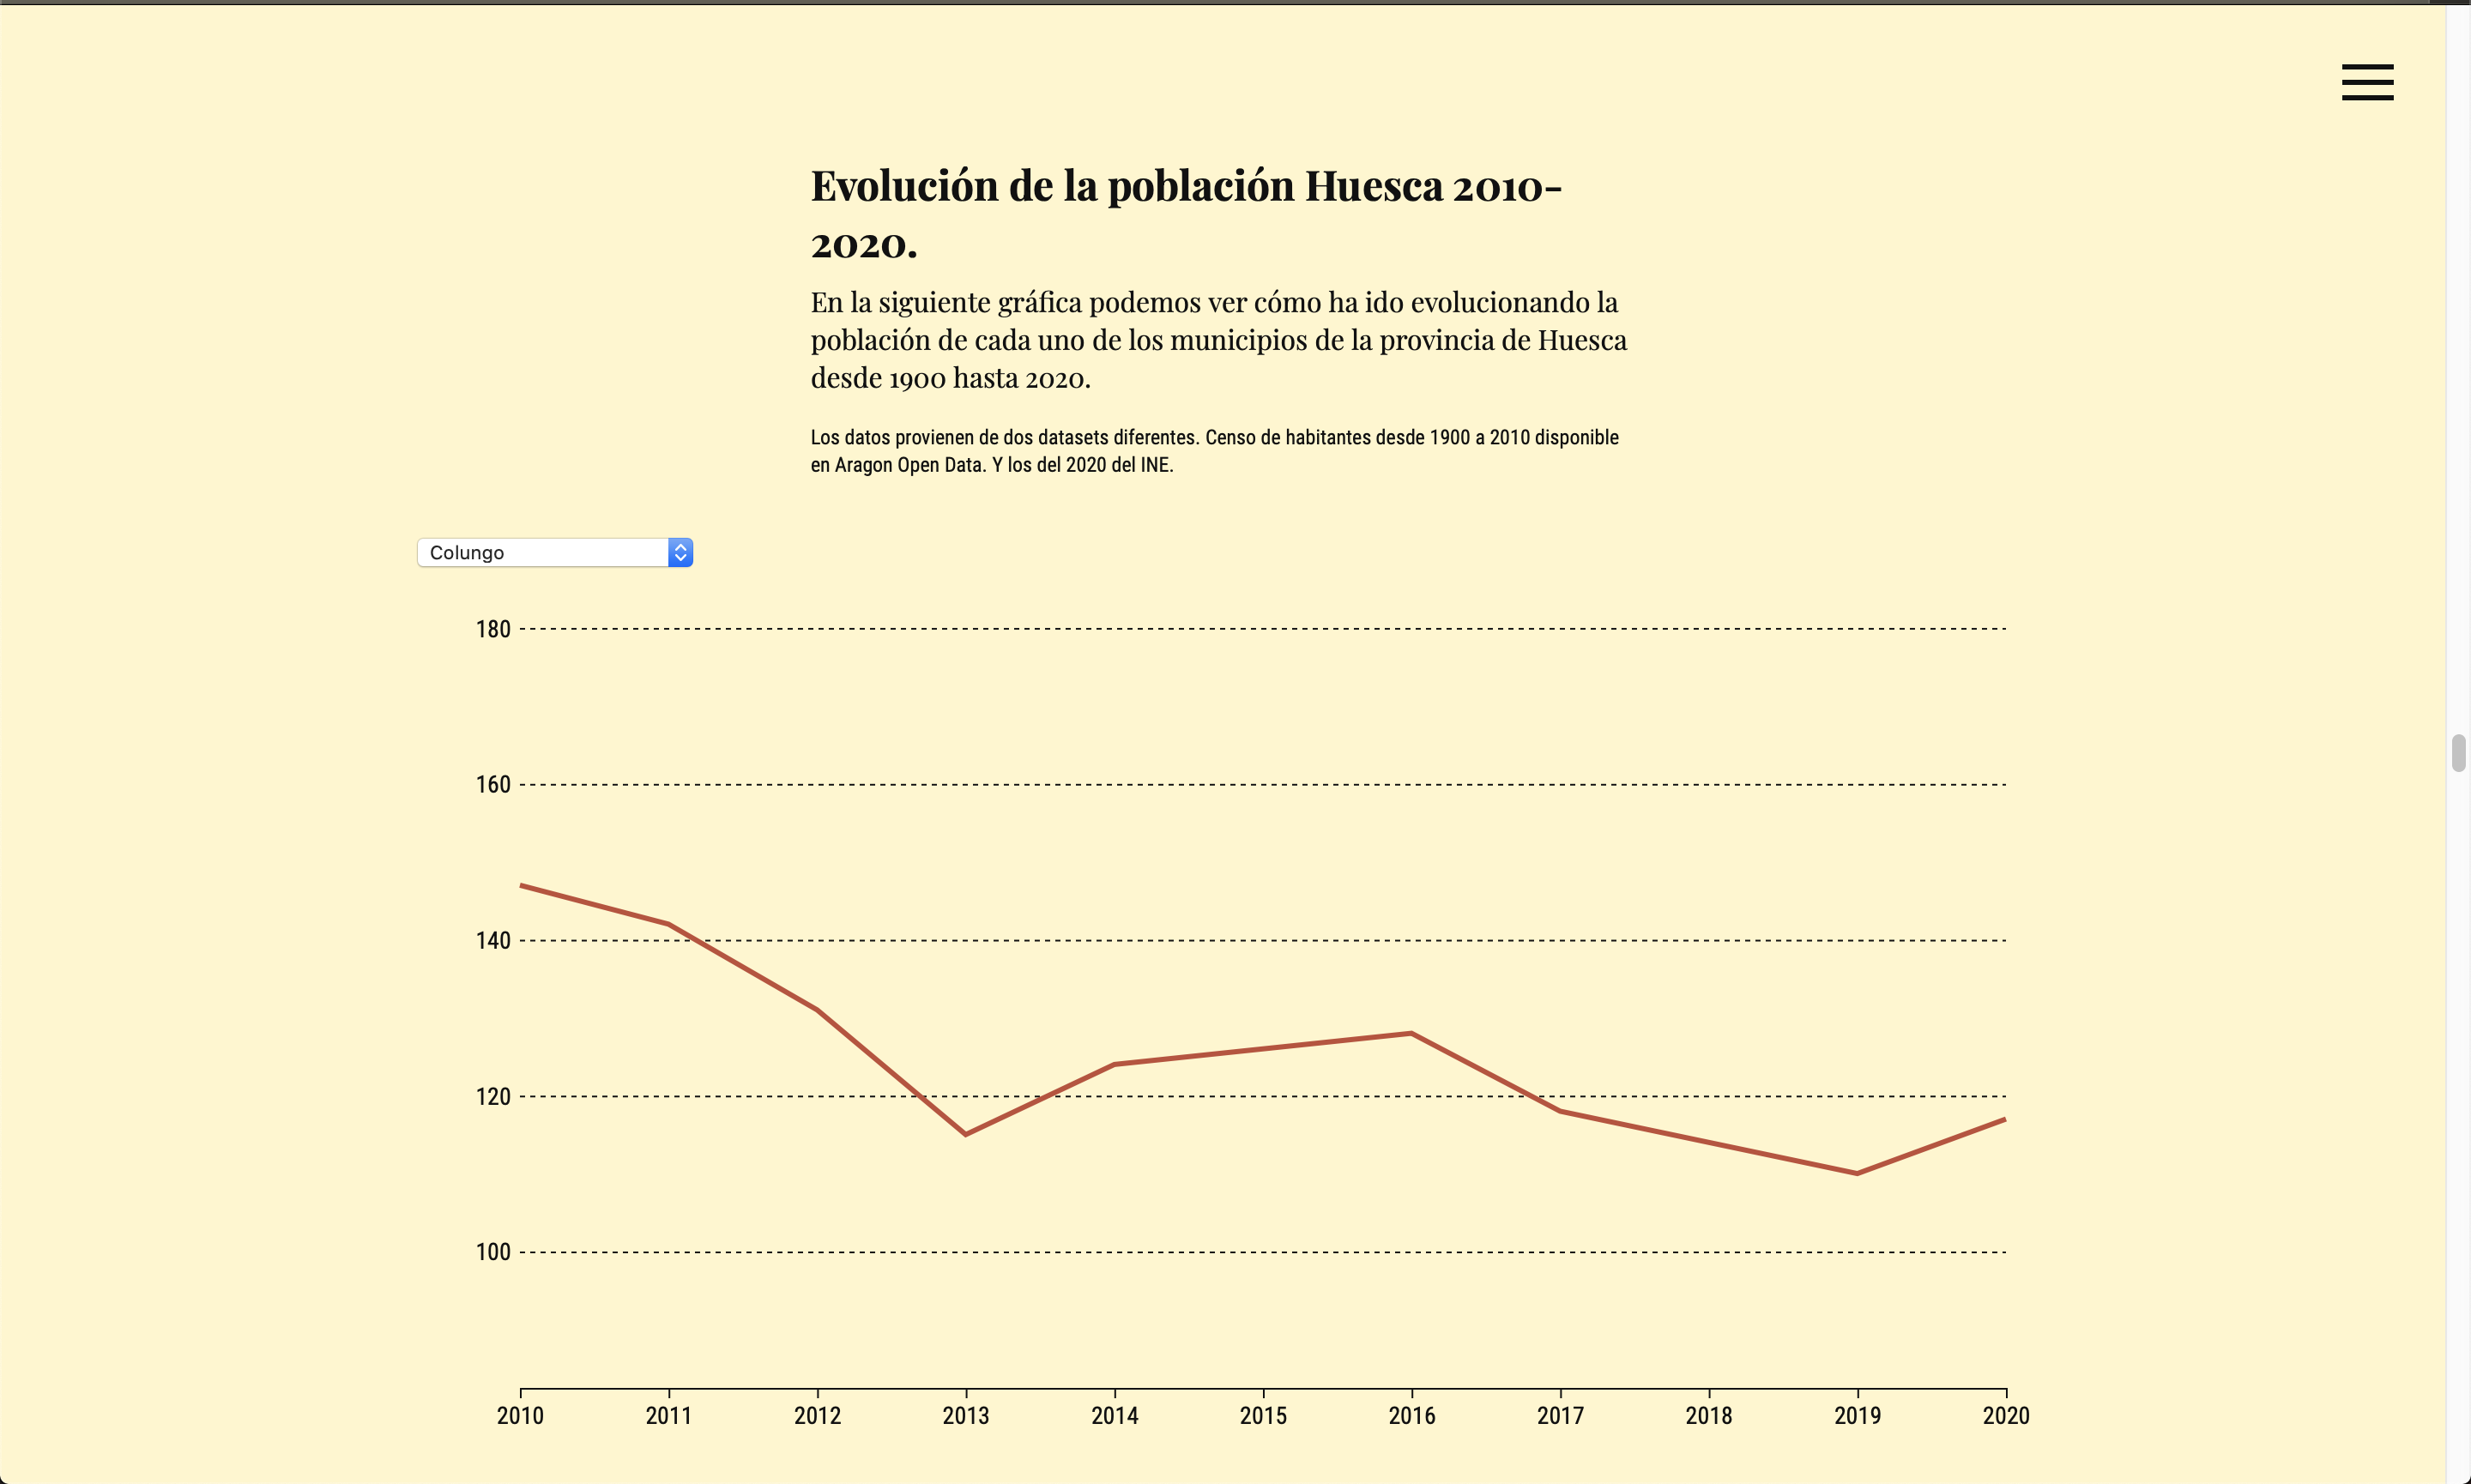 Evolución de la población Huesca 2010-
2020.
En la siguiente gráfica podemos ver cómo ha ido evolucionando la
población de cada uno de los municipios de la provincia de Huesca
desde 1900 hasta 2020.
Los datos provienen de dos datasets diferentes. Censo de habitantes desde 1900 a 2010 disponible
en Aragon Open Data. Y los del 2020 del INE.
Colungo
180
160
140
120
100
2010 2011 2012 2013 2014 2015 2016 2017 2018 2019 2020